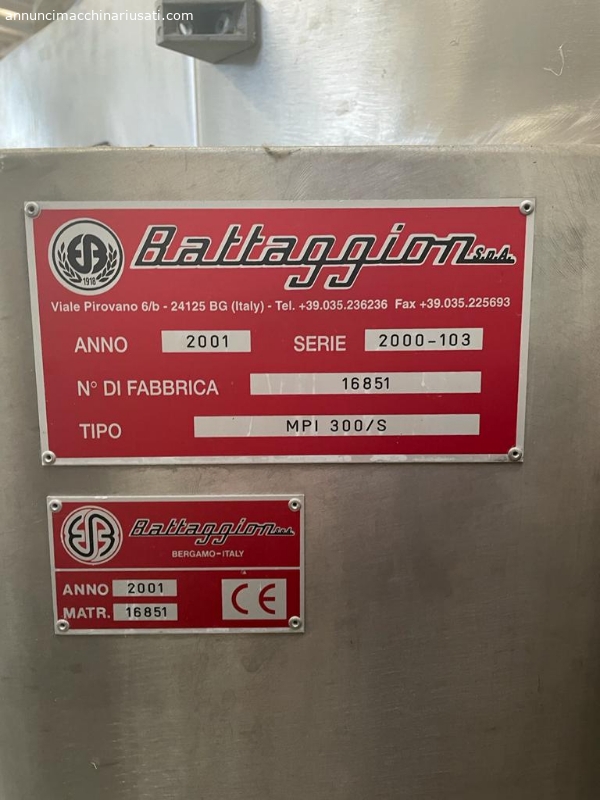 annuncimacchinariusati.com
Battaggion S.p.A.
1918
Viale Pirovano 6/b - 24125 BG (Italy) - Tel. +39.035.236236 Fax +39.035.225693
ANNO 2001 SERIE 2000-103
N° DI FABBRICA 16851
TIPO MPI 300/S
Battaggion
BERGAMO-ITALY
ANNO 2001
MATR. 16851
CE